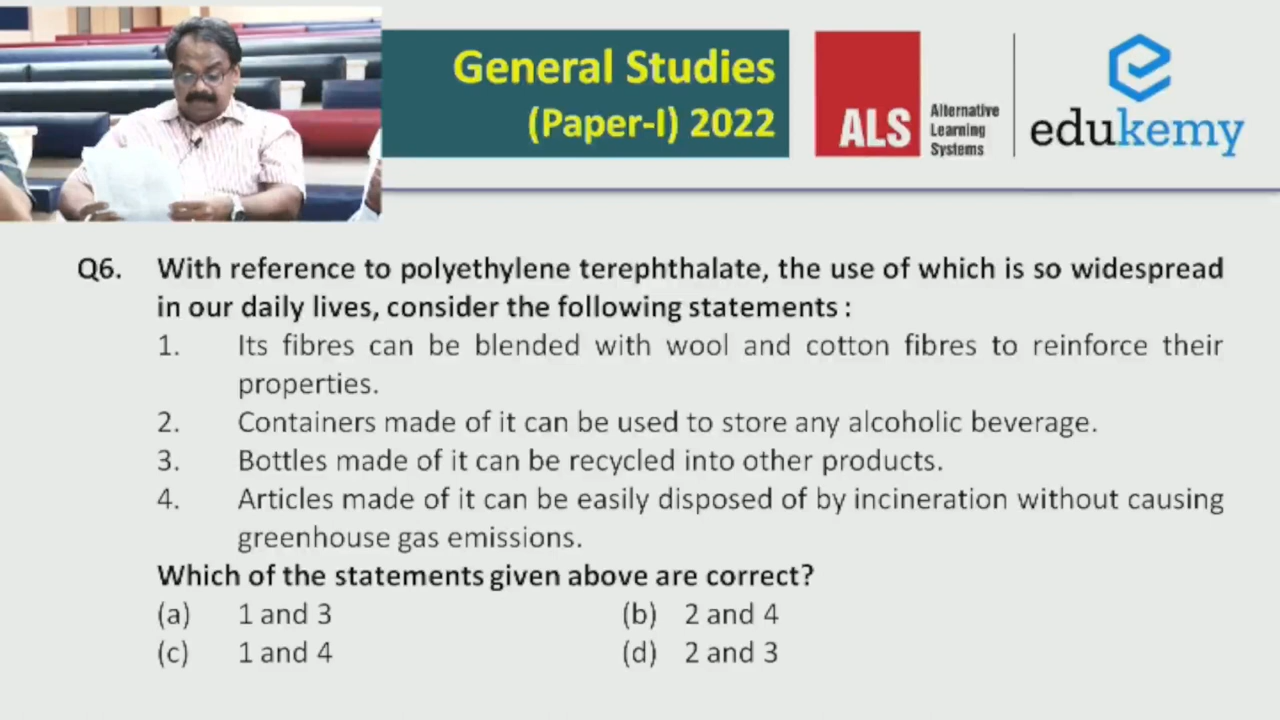 General Studies
(Paper-I) 2022
ALS
Alternative
Learning
Systems
edukemy
Q6. With reference to polyethylene terephthalate, the use of which is so widespread
in our daily lives, consider the following statements :
1. Its fibres can be blended with wool and cotton fibres to reinforce their
properties.
2. Containers made of it can be used to store any alcoholic beverage.
3. Bottles made of it can be recycled into other products.
4. Articles made of it can be easily disposed of by incineration without causing
greenhouse gas emissions.
Which of the statements given above are correct?
(a) 1 and 3 (b) 2 and 4
(c) 1 and 4 (d) 2 and 3